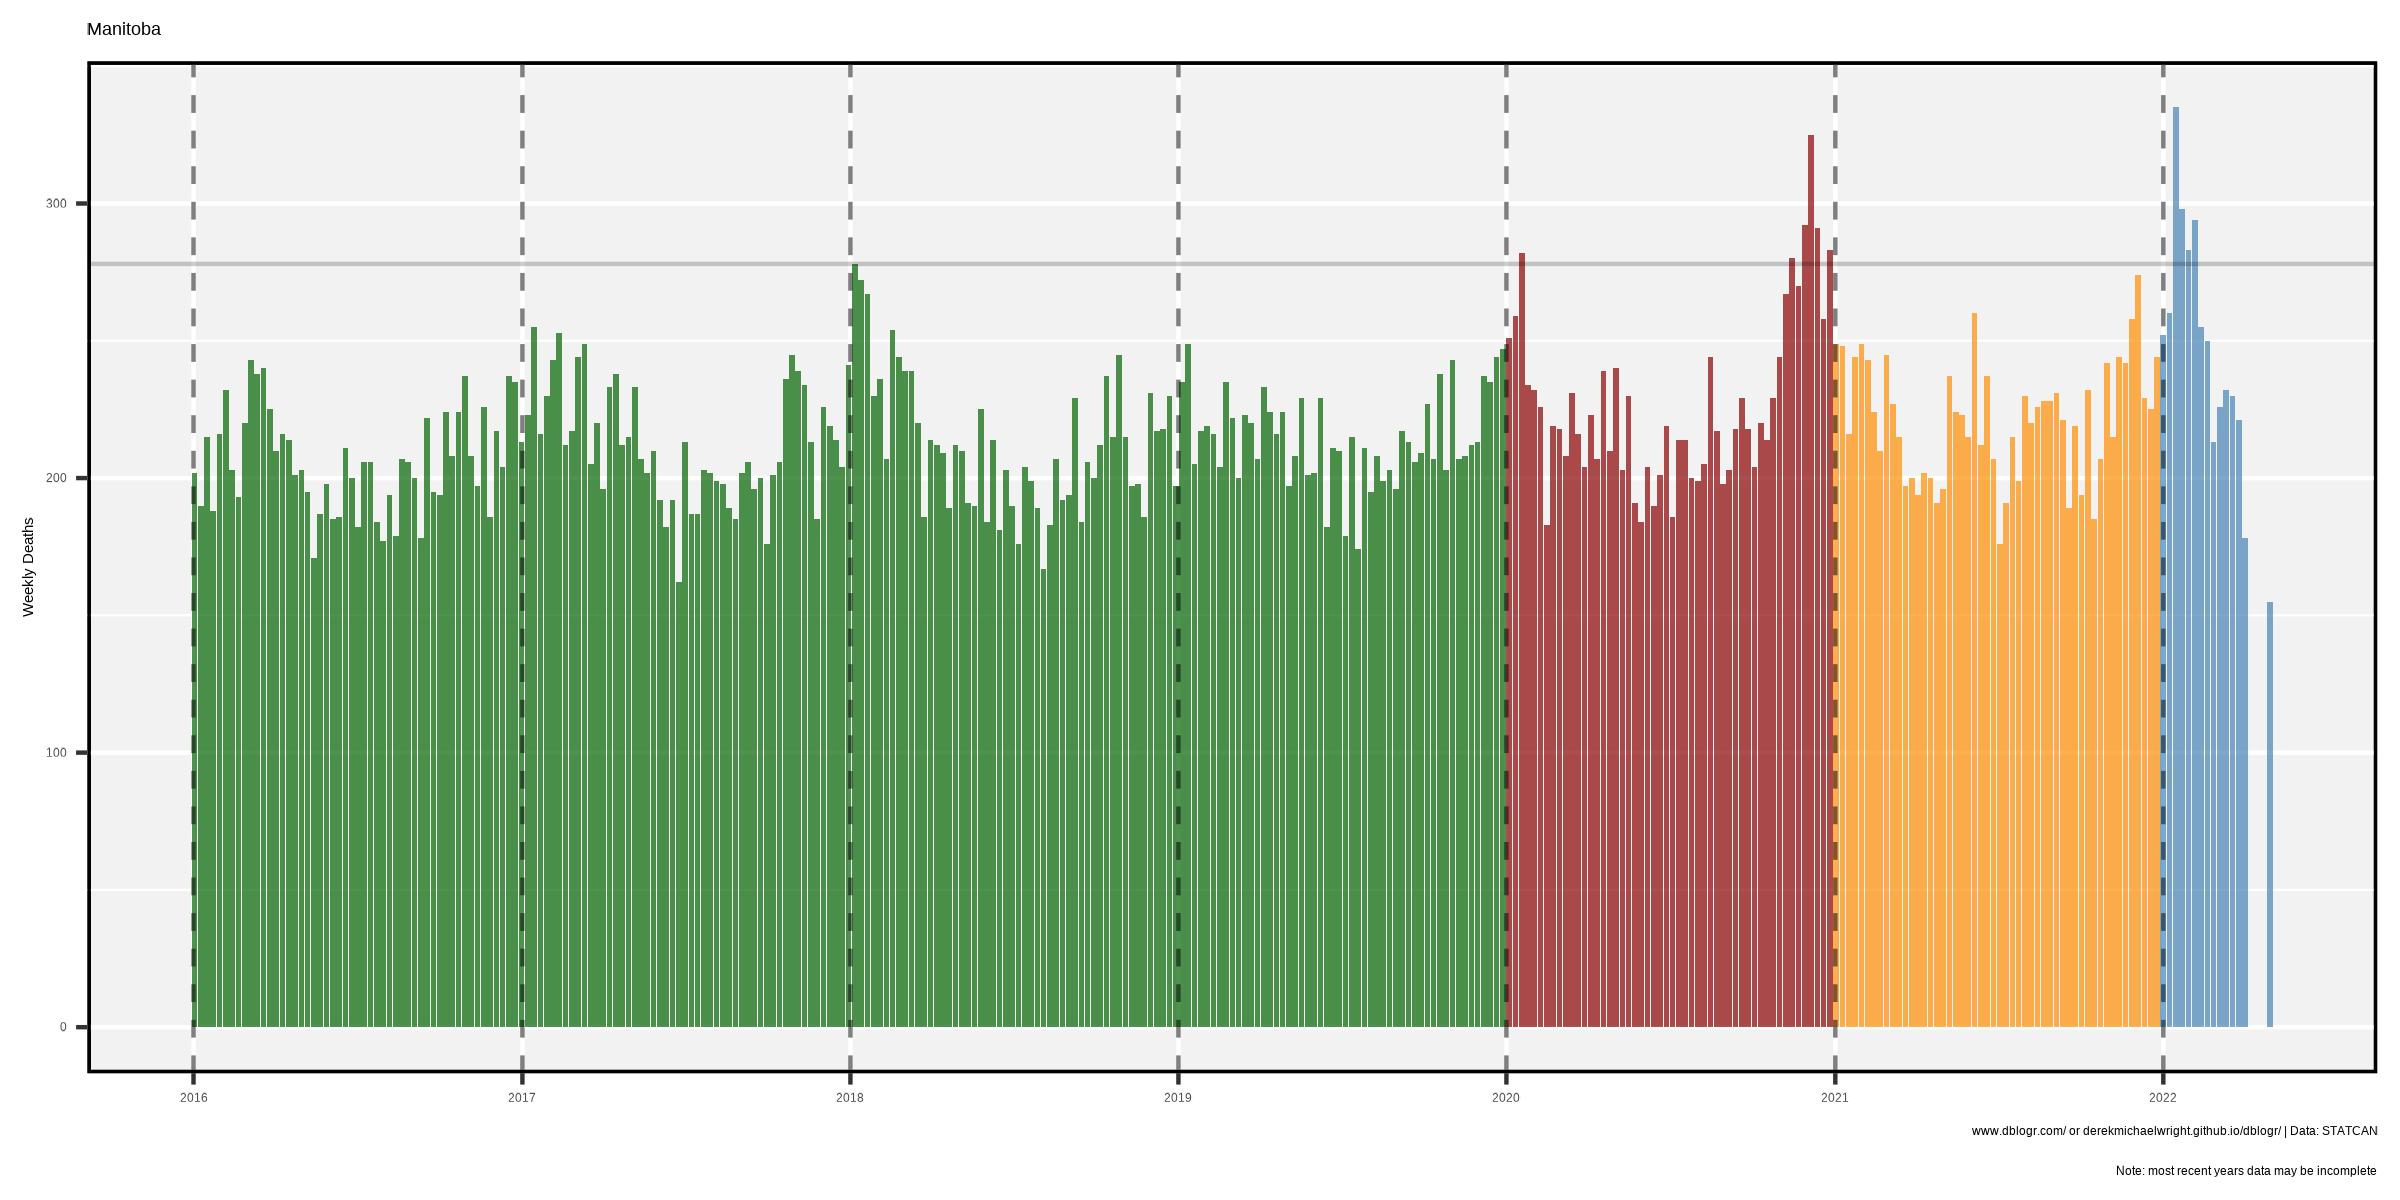 Manitoba
Weekly Deaths
300
200
100
0
2016 2017 2018 2019 2020 2021 2022
www.dblogr.com/ or derekmichaelwright.github.io/dblogr/ | Data: STATCAN
Note: most recent years data may be incomplete